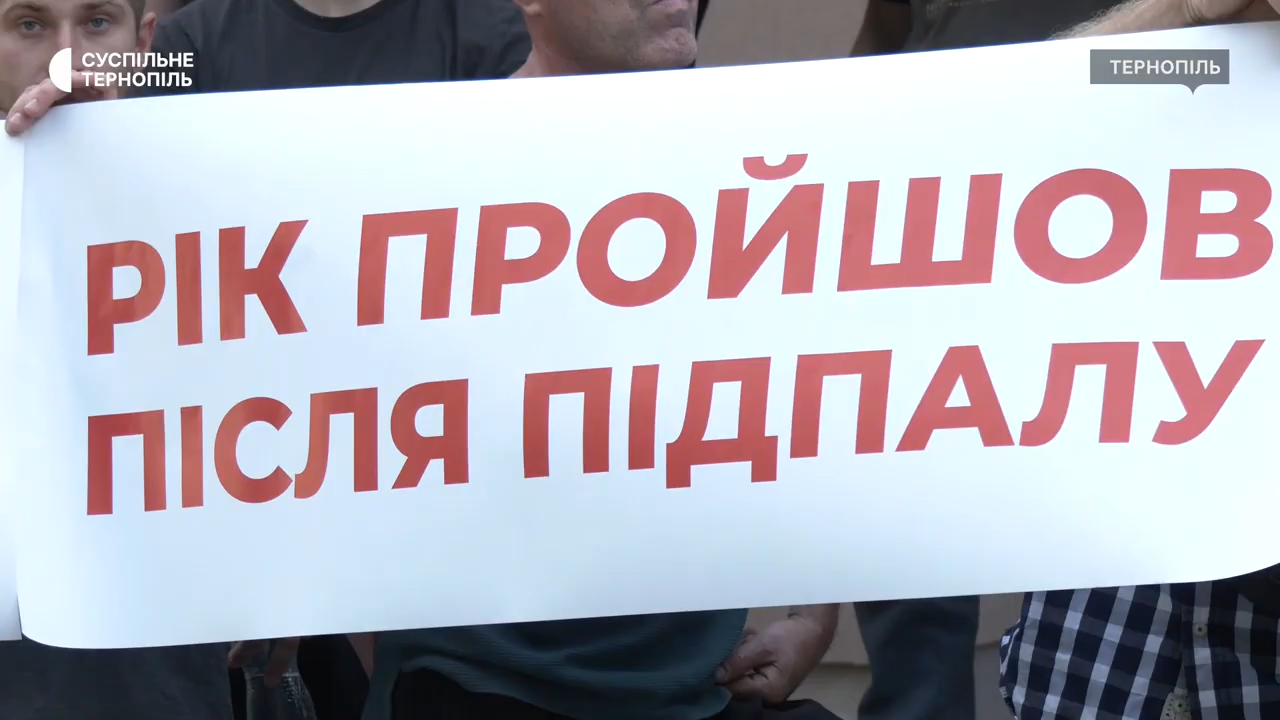 СУСПІЛЬНЕ
ТЕРНОПІЛЬ
ТЕРНОПІЛЬ
РІК ПРОЙШОВ
ПІСЛЯ ПІДПАЛУ